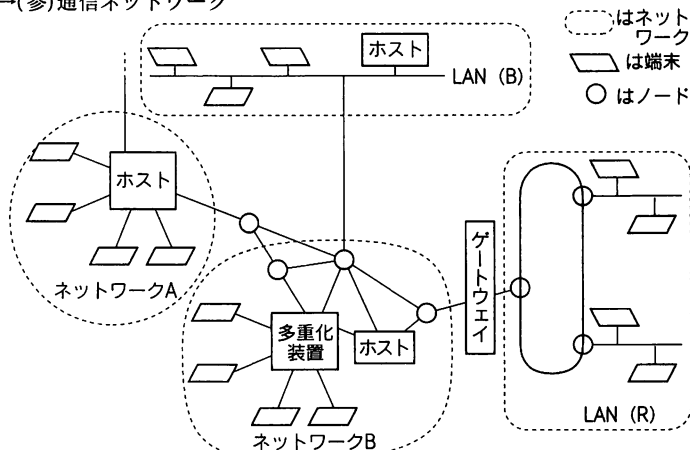 →(参)通信ネットワーク
はネット
ワーク
は端末
はノード
ホスト
LAN（B）
ホスト
ネットワークA
ゲートウェイ
多重化
装置
ホスト
ネットワークB
LAN（R）